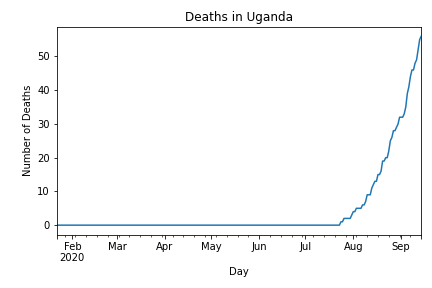 Deaths in Uganda
Number of Deaths
50
40
30
20
10
0
Feb
2020
Mar
Apr
May
Jun
Jul
Aug
Sep
Day